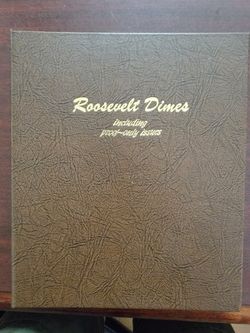 Roosevelt Dimes
including
proof-only issues